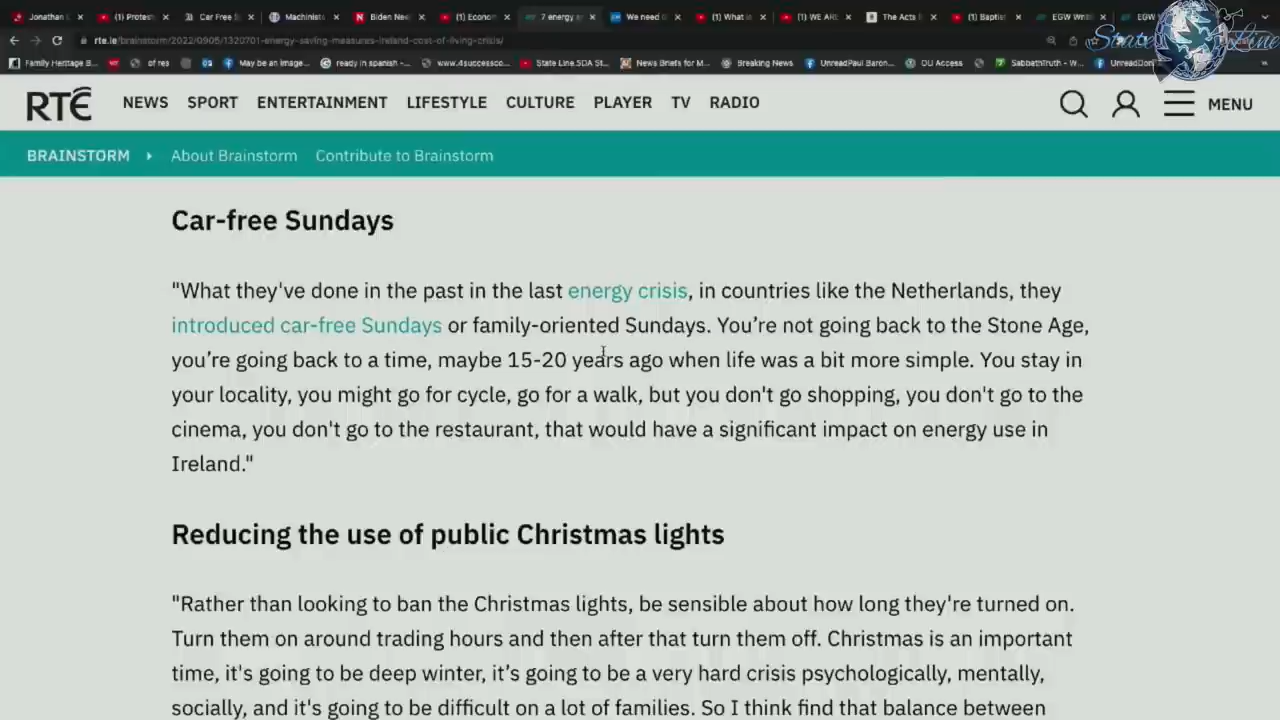 Jonathan L
(1) Protest
Car Free S
Machinists
Biden Nee
(1) Econom
7 energy s
We need G
(1) What is
(1) WE ARE
The Acts
(1) Baptis
EGW Writi
EGW
rte.ie/brainstorm/2022/0905/1320701-energy-saving-measures-ireland-cost-of-living-crisis/
State Line
Family Heritage B...
of res
May be an image...
ready in spanish -...
www.4successco...
State Line SDA St...
News Briefs for M...
Breaking News
UnreadPaul Baron...
OU Access
SabbethTruth - W...
UnreadDon
RTÉ
NEWS SPORT ENTERTAINMENT LIFESTYLE CULTURE PLAYER TV RADIO
MENU
BRAINSTORM
About Brainstorm
Contribute to Brainstorm
Car-free Sundays
"What they've done in the past in the last energy crisis, in countries like the Netherlands, they
introduced car-free Sundays or family-oriented Sundays. You’re not going back to the Stone Age,
you’re going back to a time, maybe 15-20 years ago when life was a bit more simple. You stay in
your locality, you might go for cycle, go for a walk, but you don't go shopping, you don't go to the
cinema, you don't go to the restaurant, that would have a significant impact on energy use in
Ireland."
Reducing the use of public Christmas lights
"Rather than looking to ban the Christmas lights, be sensible about how long they're turned on.
Turn them on around trading hours and then after that turn them off. Christmas is an important
time, it's going to be deep winter, it’s going to be a very hard crisis psychologically, mentally,
socially, and it's going to be difficult on a lot of families. So I think find that balance between